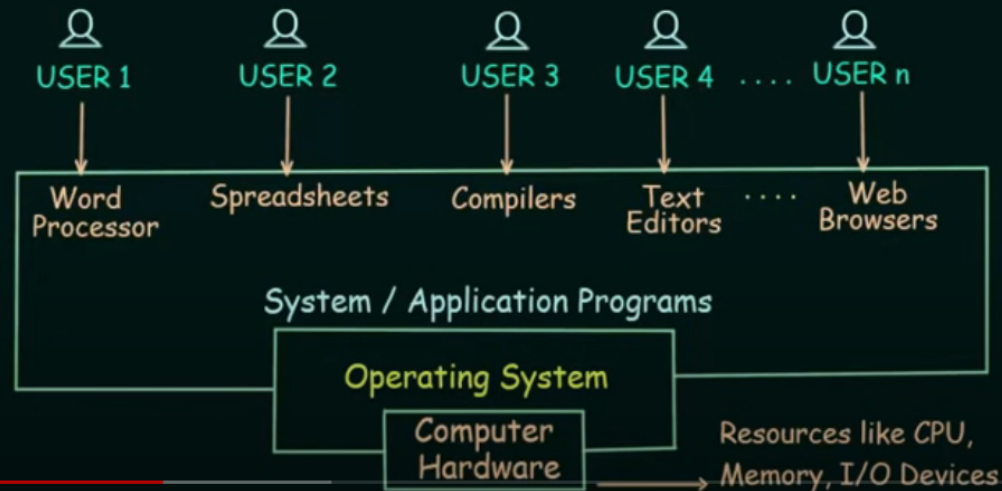 USER 1
USER 2
USER 3
USER 4
....
USER n
Word
Processor
Spreadsheets
Compilers
Text
Editors
....
Web
Browsers
System / Application Programs
Operating System
Computer
Hardware
Resources like CPU,
Memory, I/O Devices